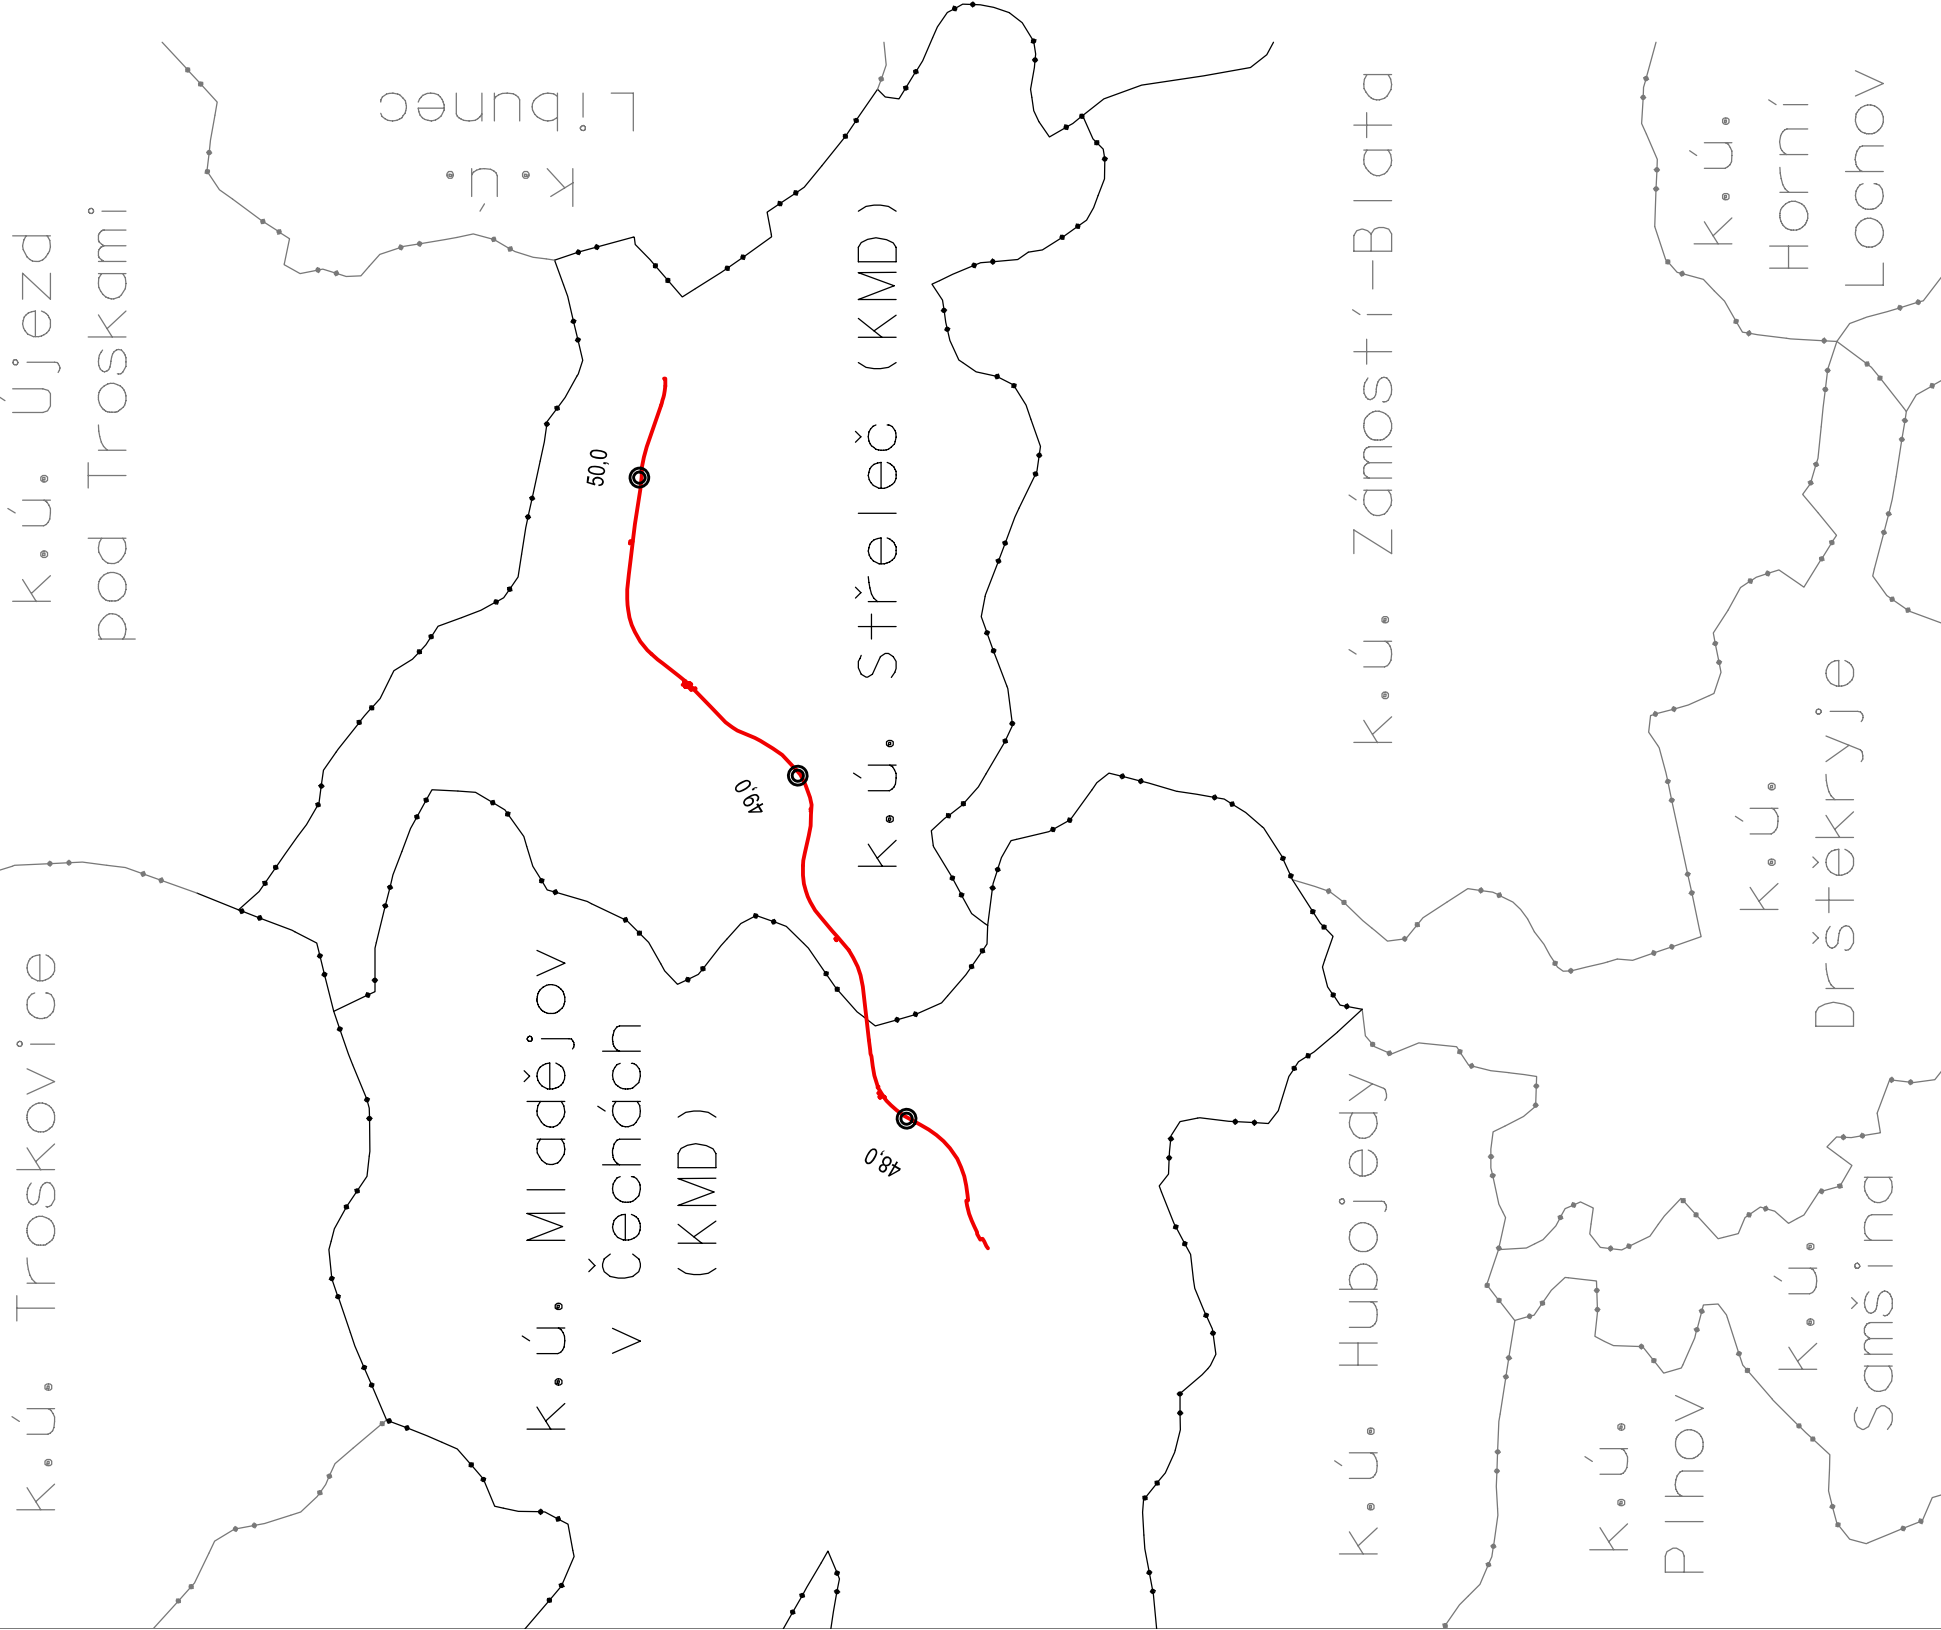 k.ú. Újezd
pod Troskami
k.ú.
Libunec
k.ú. Troskovice
50,0
49,0
48,0
k.ú. Střeleč (KMD)
k.ú. Mladějov
v Čechách
(KMD)
k.ú. Zámostí-Blata
k.ú. Hubojedy
k.ú.
Horní
Lochov
k.ú.
Drštěkryje
k.ú.
Plhov
k.ú.
Samšina